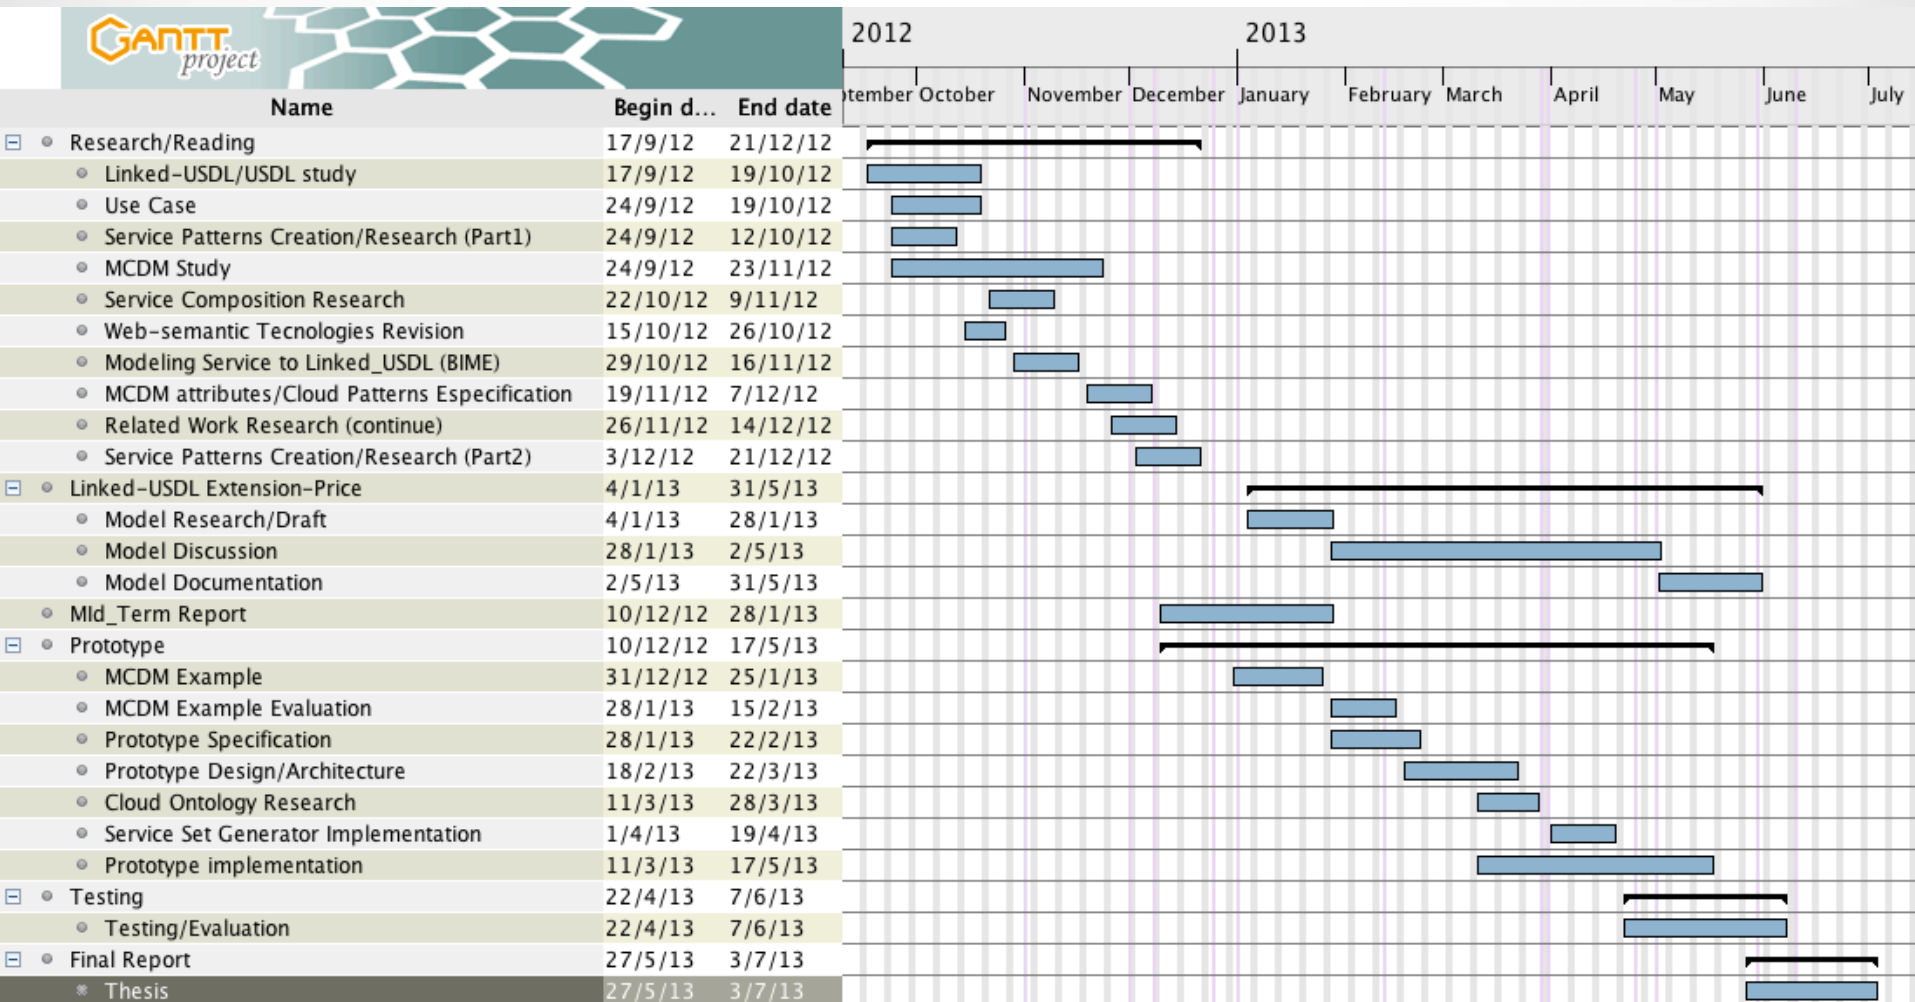 GANTT project
2012 2013
tember October November December January February March April May June July
Name Begin d... End date
Research/Reading 17/9/12 21/12/12
Linked-USDL/USDL study 17/9/12 19/10/12
Use Case 24/9/12 19/10/12
Service Patterns Creation/Research (Part1) 24/9/12 12/10/12
MCDM Study 24/9/12 23/11/12
Service Composition Research 22/10/12 9/11/12
Web-semantic Tecnologies Revision 15/10/12 26/10/12
Modeling Service to Linked_USDL (BIME) 29/10/12 16/11/12
MCDM attributes/Cloud Patterns Especification 19/11/12 7/12/12
Related Work Research (continue) 26/11/12 14/12/12
Service Patterns Creation/Research (Part2) 3/12/12 21/12/12
Linked-USDL Extension-Price 4/1/13 31/5/13
Model Research/Draft 4/1/13 28/1/13
Model Discussion 28/1/13 2/5/13
Model Documentation 2/5/13 31/5/13
MId_Term Report 10/12/12 28/1/13
Prototype 10/12/12 17/5/13
MCDM Example 31/12/12 25/1/13
MCDM Example Evaluation 28/1/13 15/2/13
Prototype Specification 28/1/13 22/2/13
Prototype Design/Architecture 18/2/13 22/3/13
Cloud Ontology Research 11/3/13 28/3/13
Service Set Generator Implementation 1/4/13 19/4/13
Prototype implementation 11/3/13 17/5/13
Testing 22/4/13 7/6/13
Testing/Evaluation 22/4/13 7/6/13
Final Report 27/5/13 3/7/13
Thesis 27/5/13 3/7/13